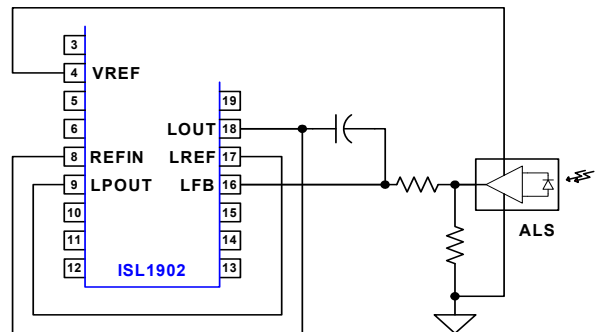 3
4 VREF
5
6
8 REFIN
9 LPOUT
10
11
12
19
LOUT 18
LREF 17
LFB 16
15
14
13
ISL1902
ALS